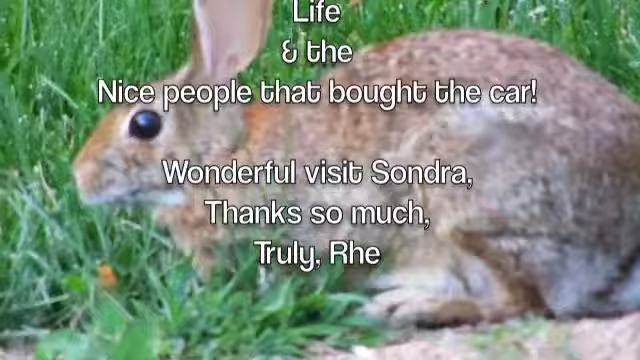 Life
& the
Nice people that bought the car!
Wonderful visit Sondra,
Thanks so much,
Truly, Rhe